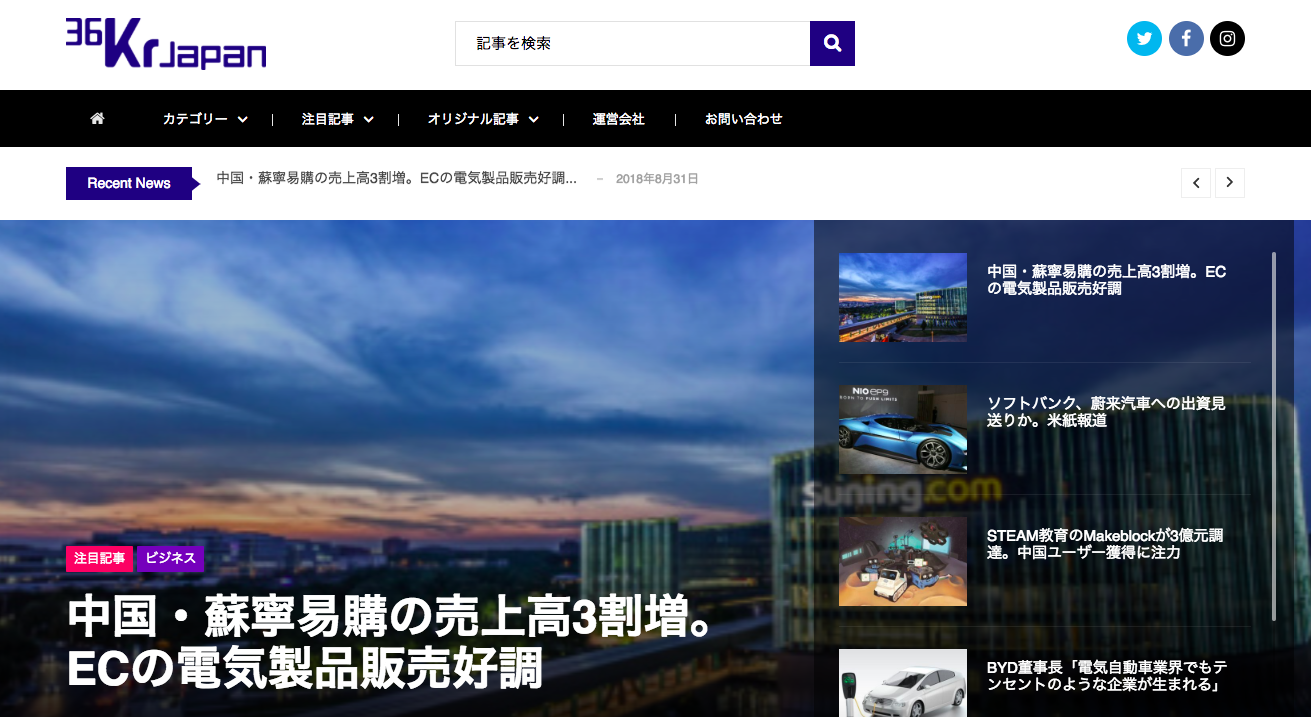 36Kr Japan
記事を検索
カテゴリー | 注目記事 | オリジナル記事 | 運営会社 | お問い合わせ
Recent News
中国・蘇寧易購の売上高3割増。ECの電気製品販売好調...
– 2018年8月31日
注目記事
ビジネス
中国・蘇寧易購の売上高3割増。
ECの電気製品販売好調
suning.com
中国・蘇寧易購の売上高3割増。EC
の電気製品販売好調
NIO EP9
BORN TO PUSH LIMITS
ソフトバンク、蔚来汽車への出資見
送りか。米紙報道
STEAM教育のMakeblockが3億元調
達。中国ユーザー獲得に注力
BYD董事長「電気自動車業界でもテ
ンセントのような企業が生まれる」